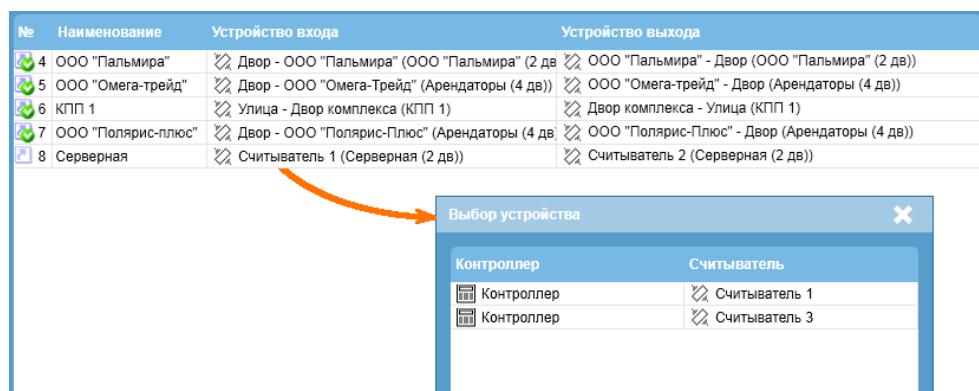 № Наименование Устройство входа Устройство выхода
4 ООО "Пальмира" Двор - ООО "Пальмира" (ООО "Пальмира" (2 дв ООО "Пальмира" - Двор (ООО "Пальмира" (2 дв))
5 ООО "Омега-трейд" Двор - ООО "Омега-Трейд" (Арендаторы (4 дв)) ООО "Омега-трейд" - Двор (Арендаторы (4 дв))
6 КПП 1 Улица - Двор комплекса (КПП 1) Двор комплекса - Улица (КПП 1)
7 ООО "Полярис-плюс" Двор - ООО "Полярис-Плюс" (Арендаторы (4 дв) ООО "Полярис-Плюс" - Двор (Арендаторы (4 дв))
8 Серверная Считыватель 1 (Серверная (2 дв)) Считыватель 2 (Серверная (2 дв))
Выбор устройства
Контроллер Считыватель
Контроллер Считыватель 1
Контроллер Считыватель 3